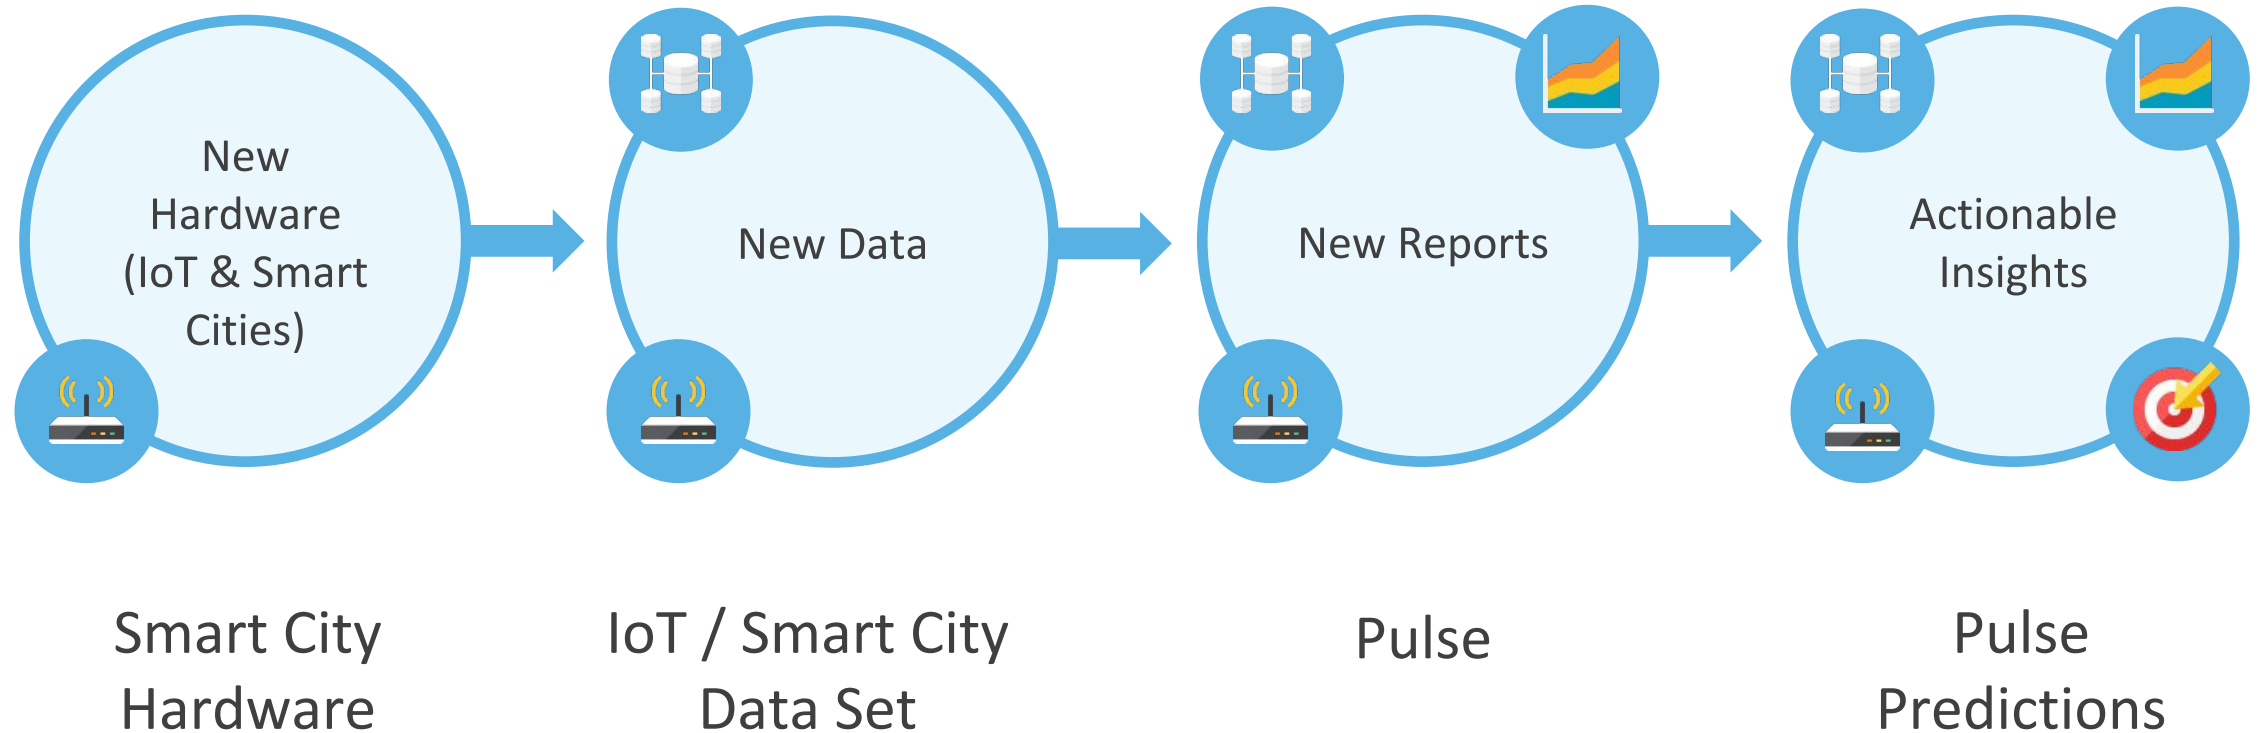 New
Hardware
(IoT & Smart
Cities)
New Data
New Reports
Actionable
Insights
Smart City
Hardware
IoT / Smart City
Data Set
Pulse
Pulse
Predictions